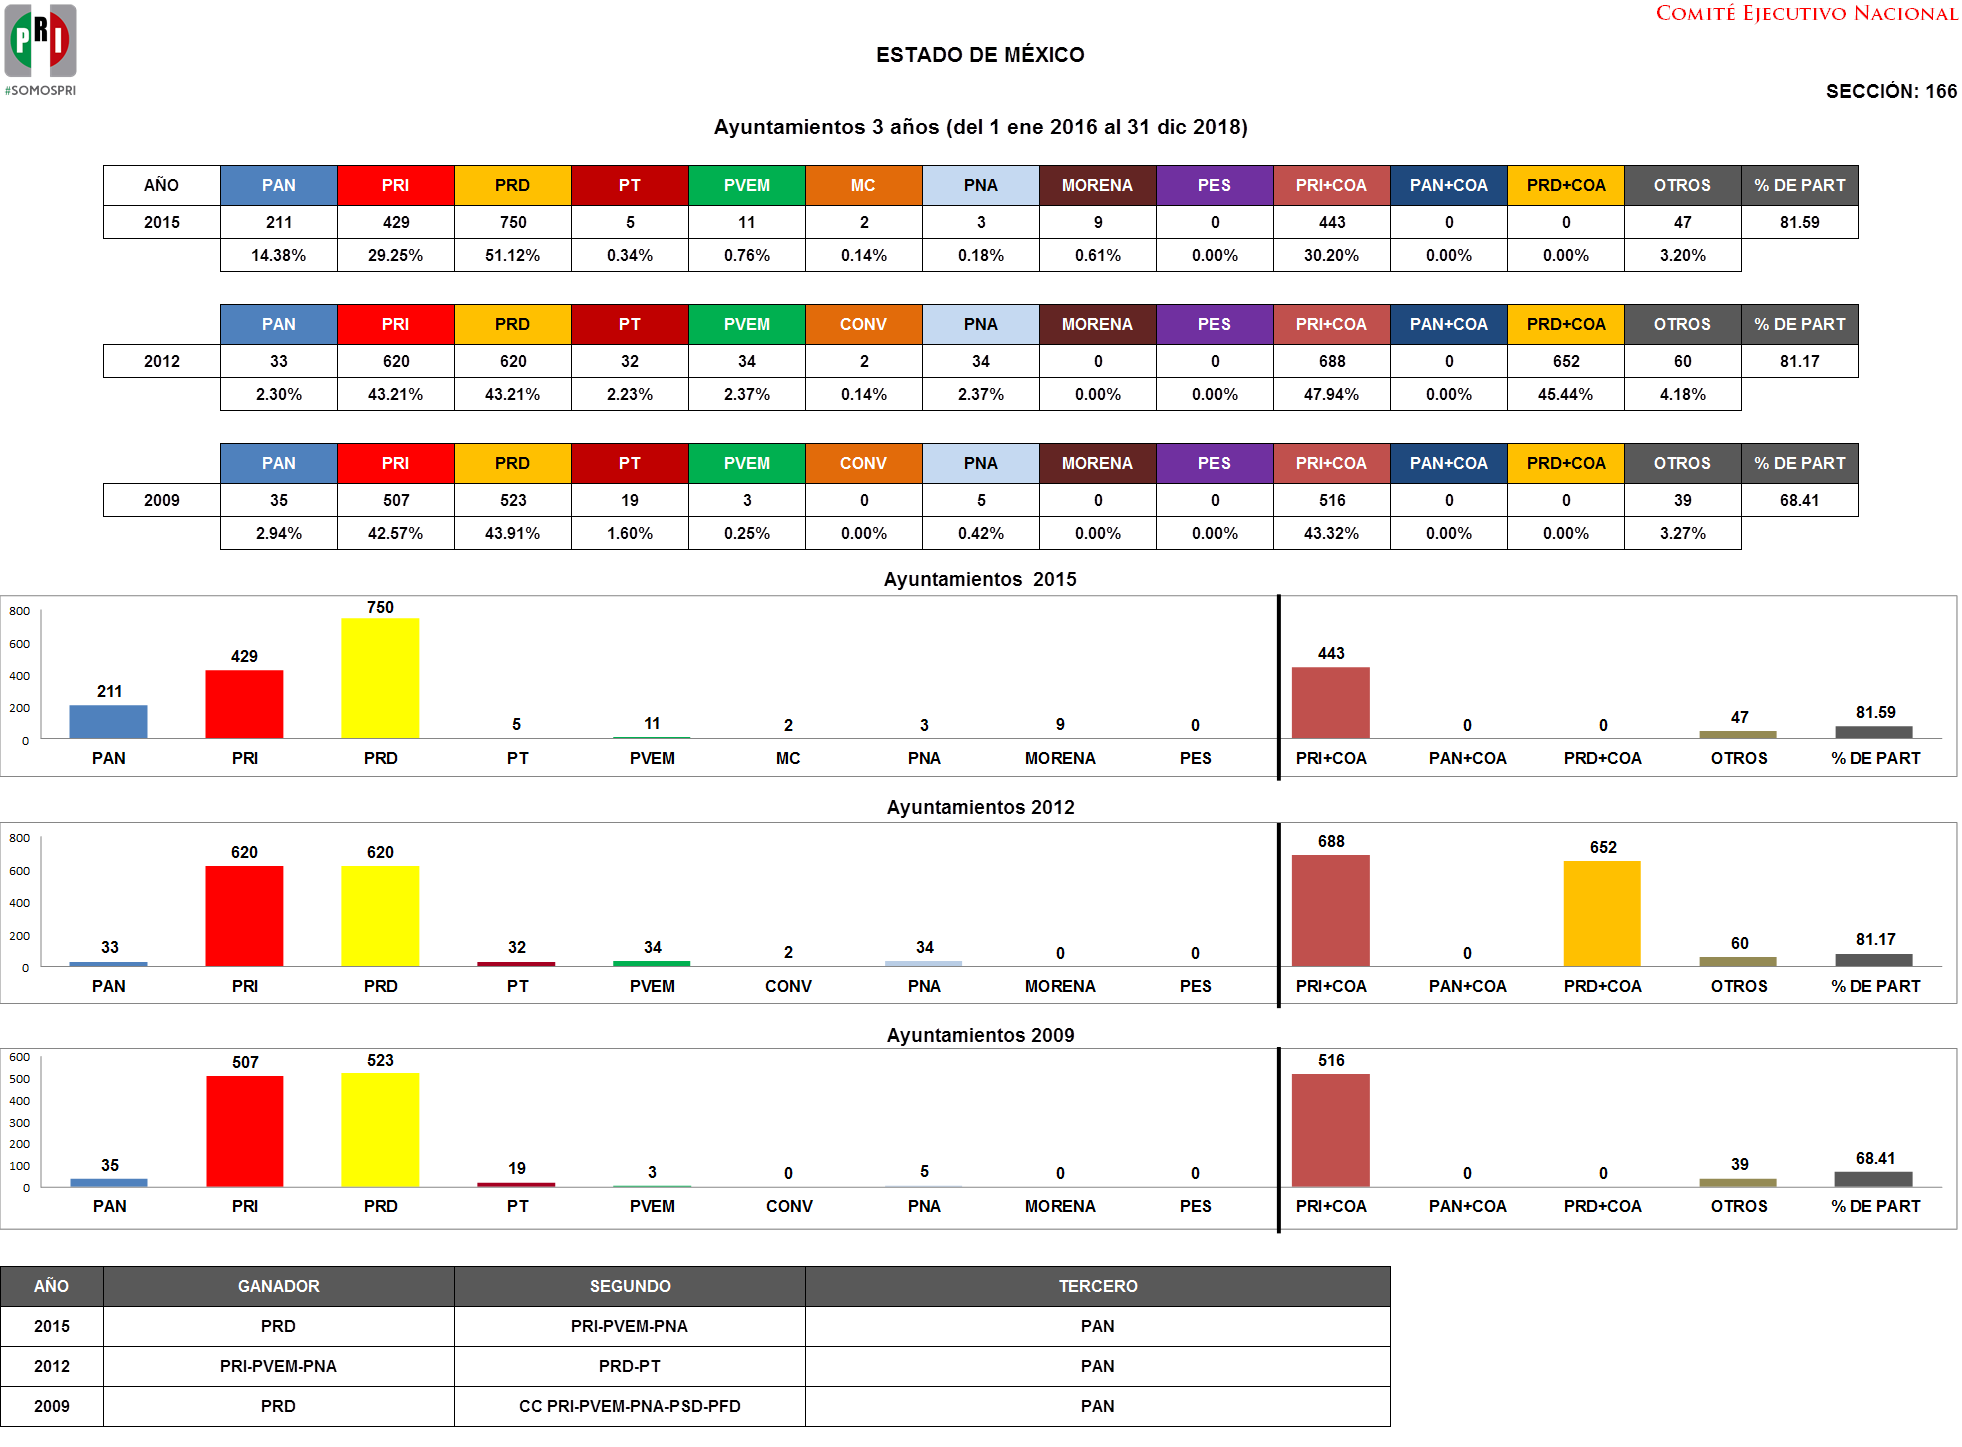 COMITÉ EJECUTIVO NACIONAL
PRI
#SOMOSPRI
ESTADO DE MÉXICO
SECCIÓN: 166
Ayuntamientos 3 años (del 1 ene 2016 al 31 dic 2018)
AÑO PAN PRI PRD PT PVEM MC PNA MORENA PES PRI+COA PAN+COA PRD+COA OTROS % DE PART
2015 211 429 750 5 11 2 3 9 0 443 0 0 47 81.59
14.38% 29.25% 51.12% 0.34% 0.76% 0.14% 0.18% 0.61% 0.00% 30.20% 0.00% 0.00% 3.20%
PAN PRI PRD PT PVEM CONV PNA MORENA PES PRI+COA PAN+COA PRD+COA OTROS % DE PART
2012 33 620 620 32 34 2 34 0 0 688 0 652 60 81.17
2.30% 43.21% 43.21% 2.23% 2.37% 0.14% 2.37% 0.00% 0.00% 47.94% 0.00% 45.44% 4.18%
PAN PRI PRD PT PVEM CONV PNA MORENA PES PRI+COA PAN+COA PRD+COA OTROS % DE PART
2009 35 507 523 19 3 0 5 0 0 516 0 0 39 68.41
2.94% 42.57% 43.91% 1.60% 0.25% 0.00% 0.42% 0.00% 0.00% 43.32% 0.00% 0.00% 3.27%
Ayuntamientos 2015
800
600
400
200
0
211 429 750 5 11 2 3 9 0 443 0 0 47 81.59
PAN PRI PRD PT PVEM MC PNA MORENA PES PRI+COA PAN+COA PRD+COA OTROS % DE PART
Ayuntamientos 2012
800
600
400
200
0
33 620 620 32 34 2 34 0 0 688 0 652 60 81.17
PAN PRI PRD PT PVEM CONV PNA MORENA PES PRI+COA PAN+COA PRD+COA OTROS % DE PART
Ayuntamientos 2009
600
500
400
300
200
100
0
35 507 523 19 3 0 5 0 0 516 0 0 39 68.41
PAN PRI PRD PT PVEM CONV PNA MORENA PES PRI+COA PAN+COA PRD+COA OTROS % DE PART
AÑO GANADOR SEGUNDO TERCERO
2015 PRD PRI-PVEM-PNA PAN
2012 PRI-PVEM-PNA PRD-PT PAN
2009 PRD CC PRI-PVEM-PNA-PSD-PFD PAN